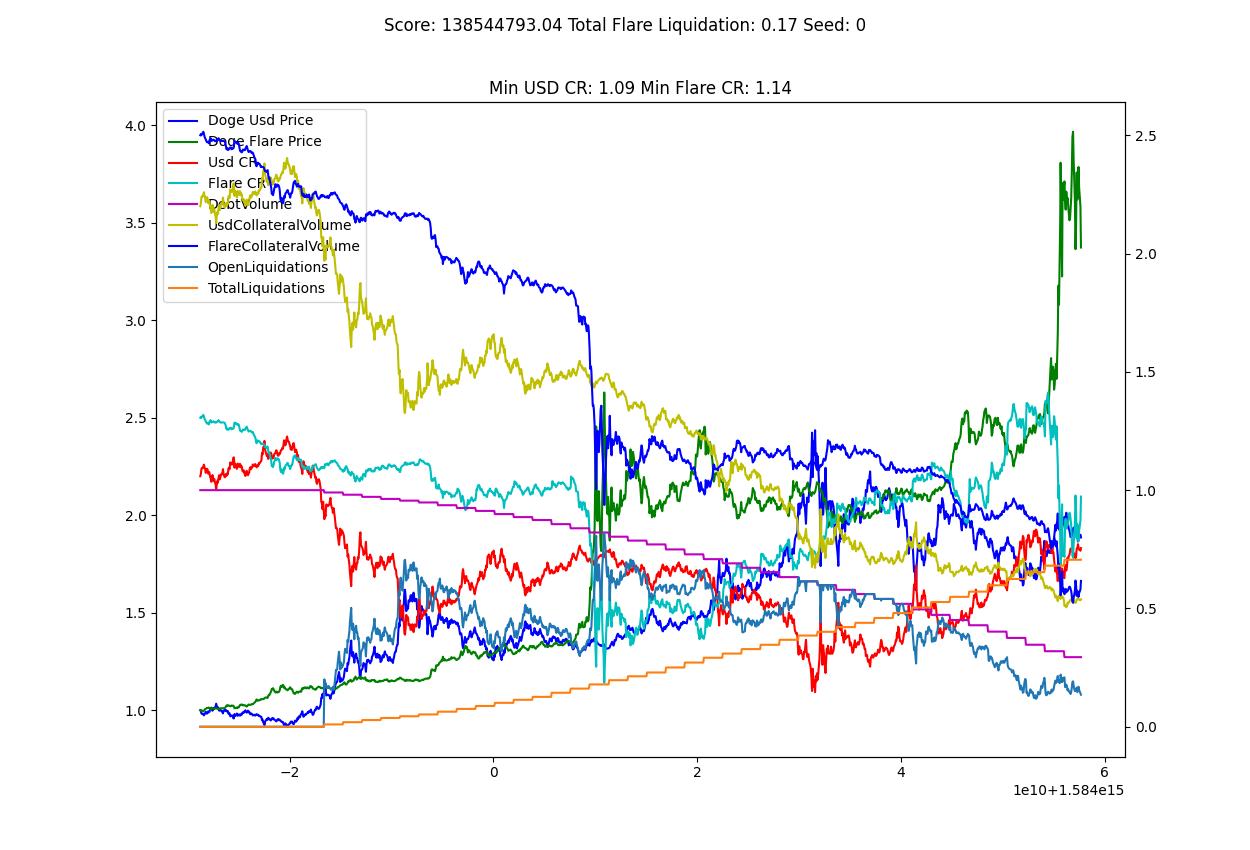 Score: 138544793.04 Total Flare Liquidation: 0.17 Seed: 0
Min USD CR: 1.09 Min Flare CR: 1.14
Doge Usd Price
Doge Flare Price
Usd CR
Flare CR
DebtVolume
UsdCollateralVolume
FlareCollateralVolume
OpenLiquidations
TotalLiquidations
4.0
3.5
3.0
2.5
2.0
1.5
1.0
2.5
2.0
1.5
1.0
0.5
0.0
−2 0 2 4 6
1e10+1.584e15